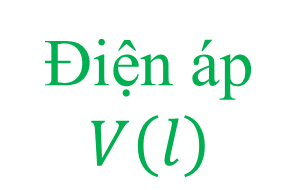 Điện áp
V(l)